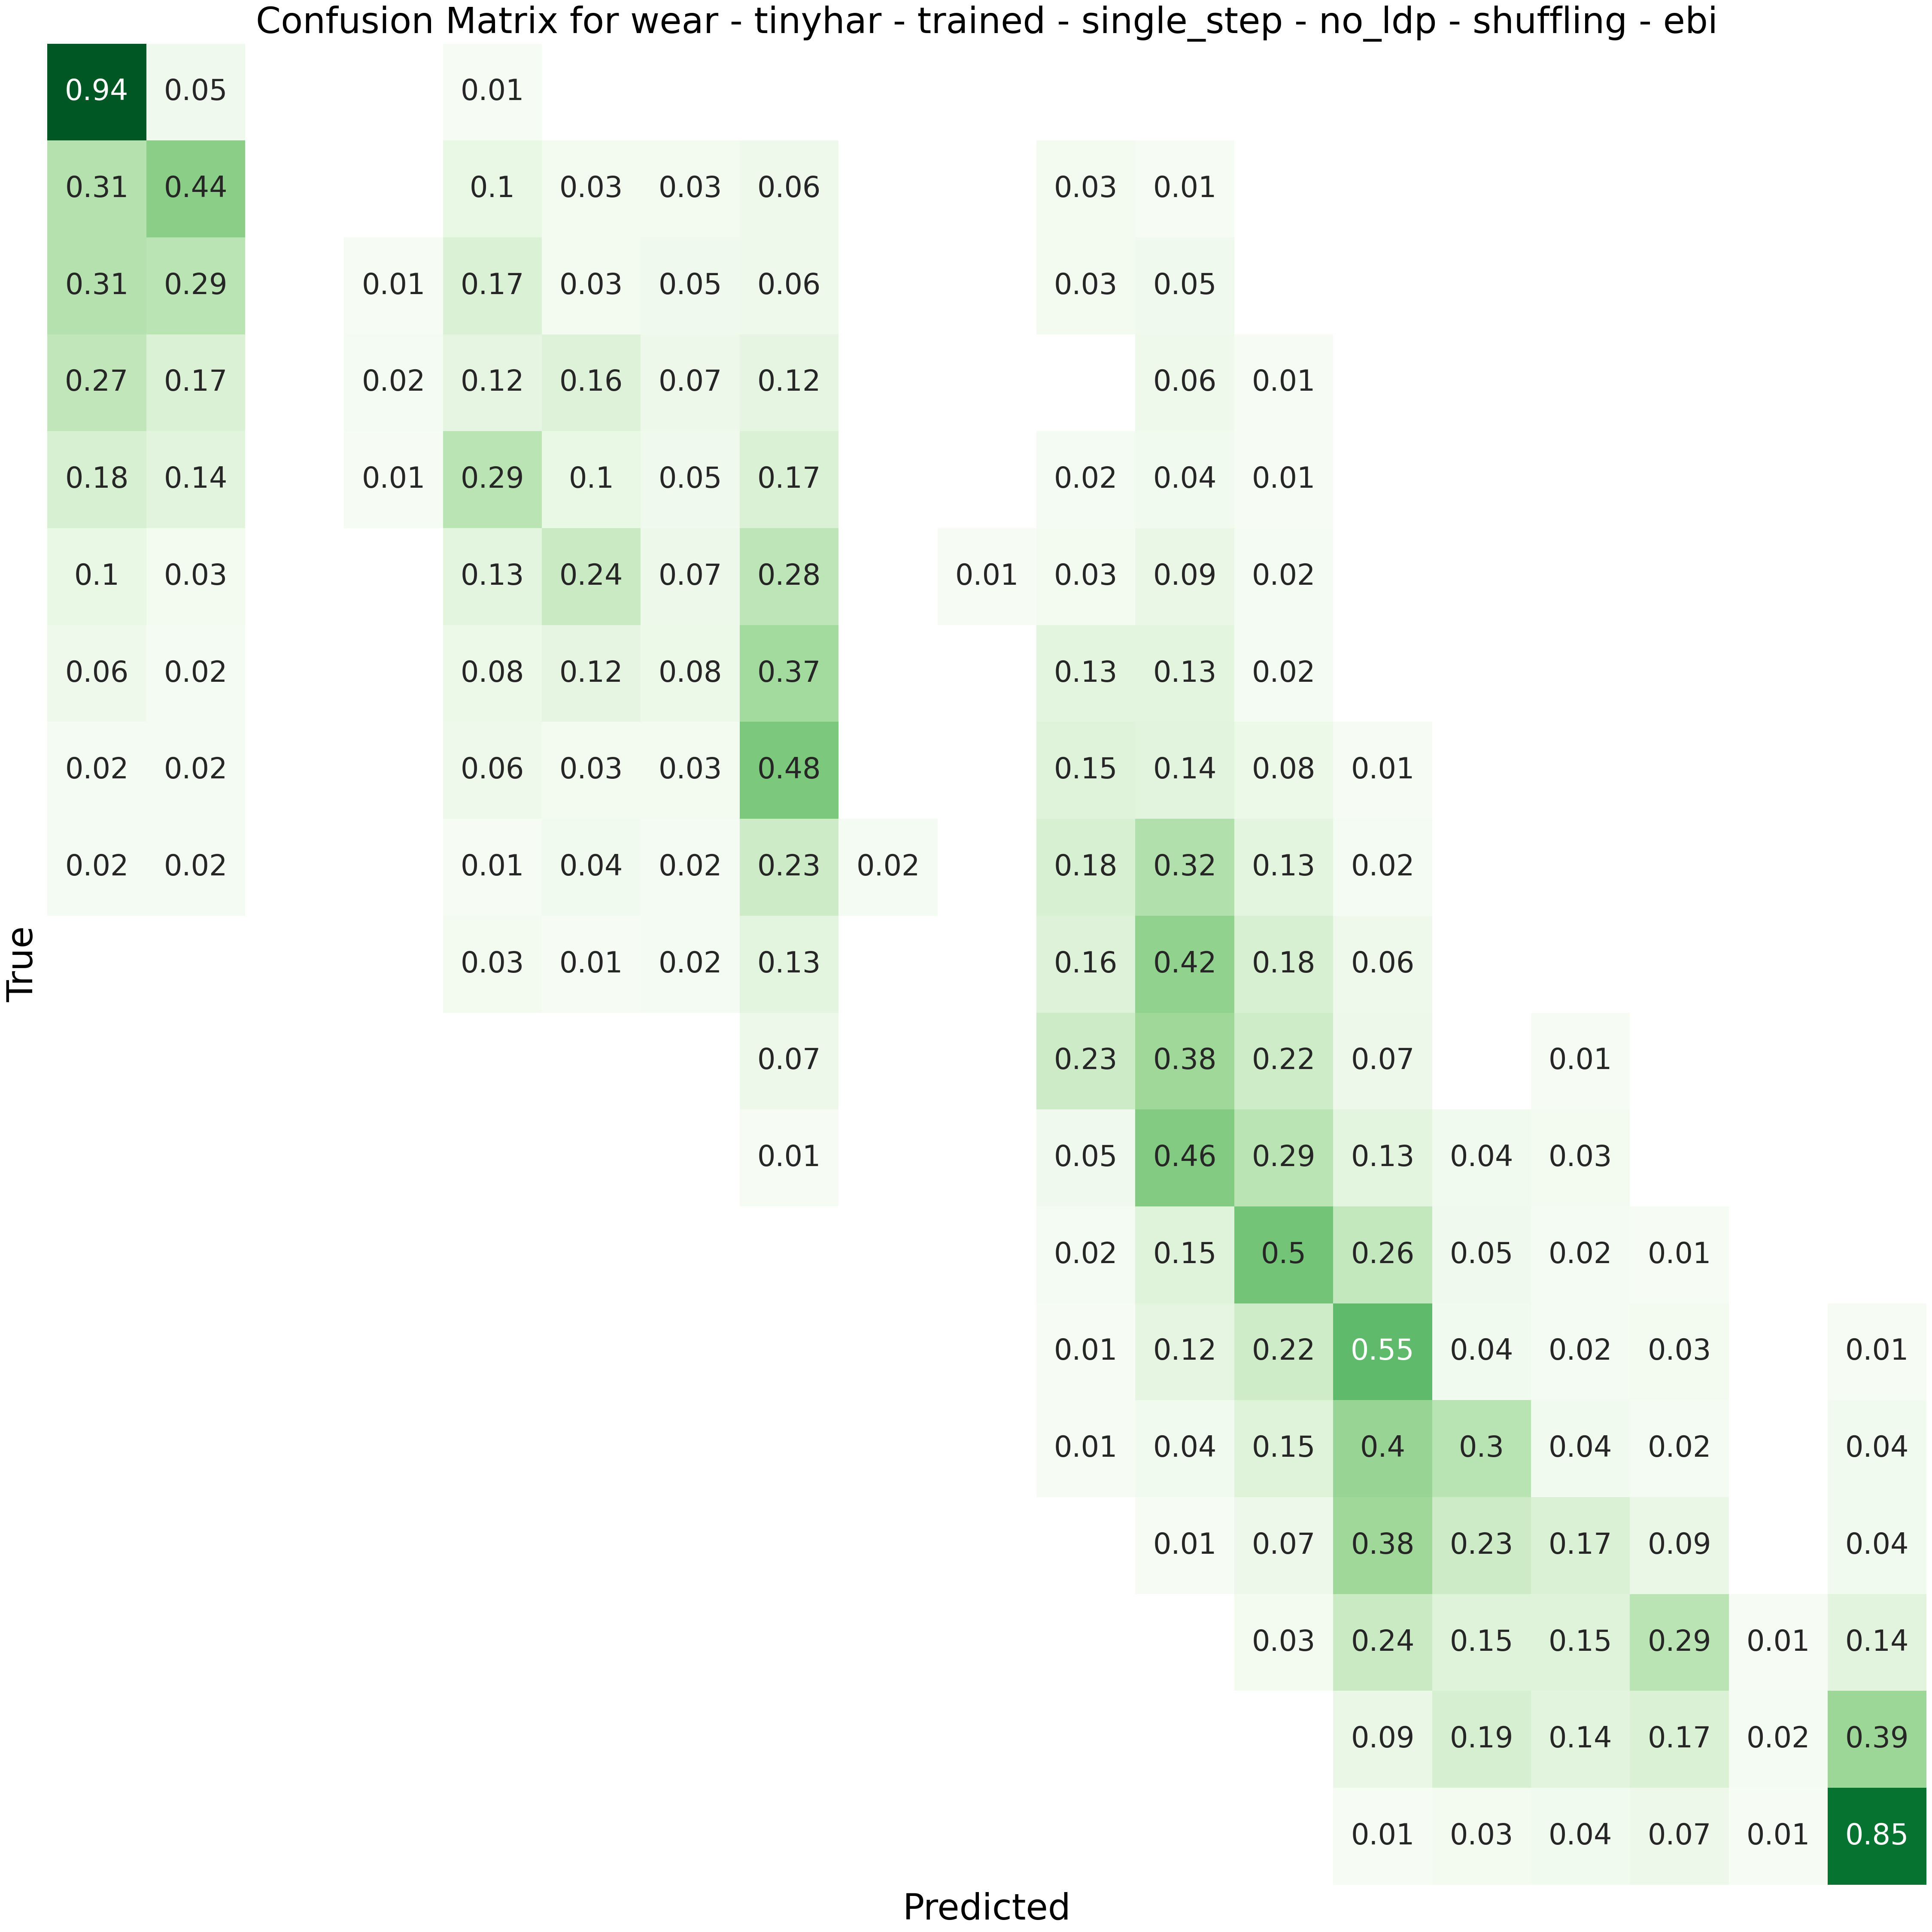 Confusion Matrix for wear - tinyhar - trained - single_step - no_ldp - shuffling - ebi
0.94 0.05 0.01
0.31 0.44 0.1 0.03 0.03 0.06 0.03 0.01
0.31 0.29 0.01 0.17 0.03 0.05 0.06 0.03 0.05
0.27 0.17 0.02 0.12 0.16 0.07 0.12 0.06 0.01
0.18 0.14 0.01 0.29 0.1 0.05 0.17 0.02 0.04 0.01
0.1 0.03 0.13 0.24 0.07 0.28 0.01 0.03 0.09 0.02
0.06 0.02 0.08 0.12 0.08 0.37 0.13 0.13 0.02
0.02 0.02 0.06 0.03 0.03 0.48 0.15 0.14 0.08 0.01
0.02 0.02 0.01 0.04 0.02 0.23 0.02 0.18 0.32 0.13 0.02
True
0.03 0.01 0.02 0.13 0.16 0.42 0.18 0.06
0.07 0.23 0.38 0.22 0.07 0.01
0.01 0.05 0.46 0.29 0.13 0.04 0.03
0.02 0.15 0.5 0.26 0.05 0.02 0.01
0.01 0.12 0.22 0.55 0.04 0.02 0.03 0.01
0.01 0.04 0.15 0.4 0.3 0.04 0.02 0.04
0.01 0.07 0.38 0.23 0.17 0.09 0.04
0.03 0.24 0.15 0.15 0.29 0.01 0.14
0.09 0.19 0.14 0.17 0.02 0.39
0.01 0.03 0.04 0.07 0.01 0.85
Predicted